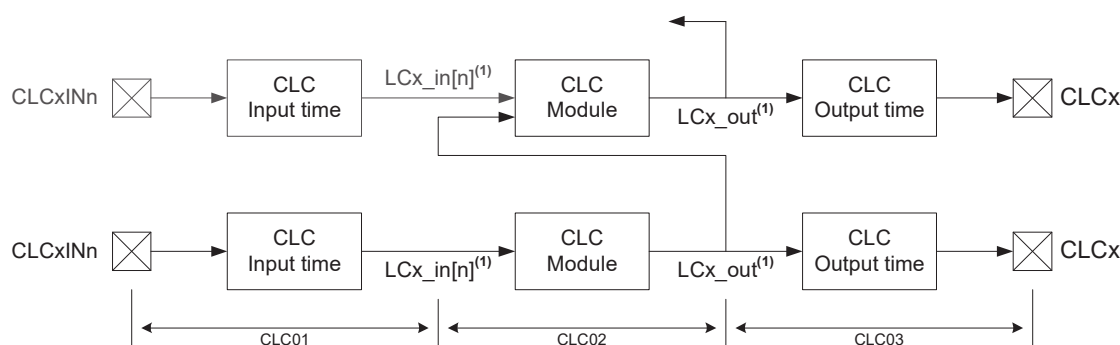 CLCxINn
CLC
Input time
LCx_in[n](1)
CLC
Module
LCx_out(1)
CLC
Output time
CLCx
CLCxINn
CLC
Input time
LCx_in[n](1)
CLC
Module
LCx_out(1)
CLC
Output time
CLCx
CLC01
CLC02
CLC03